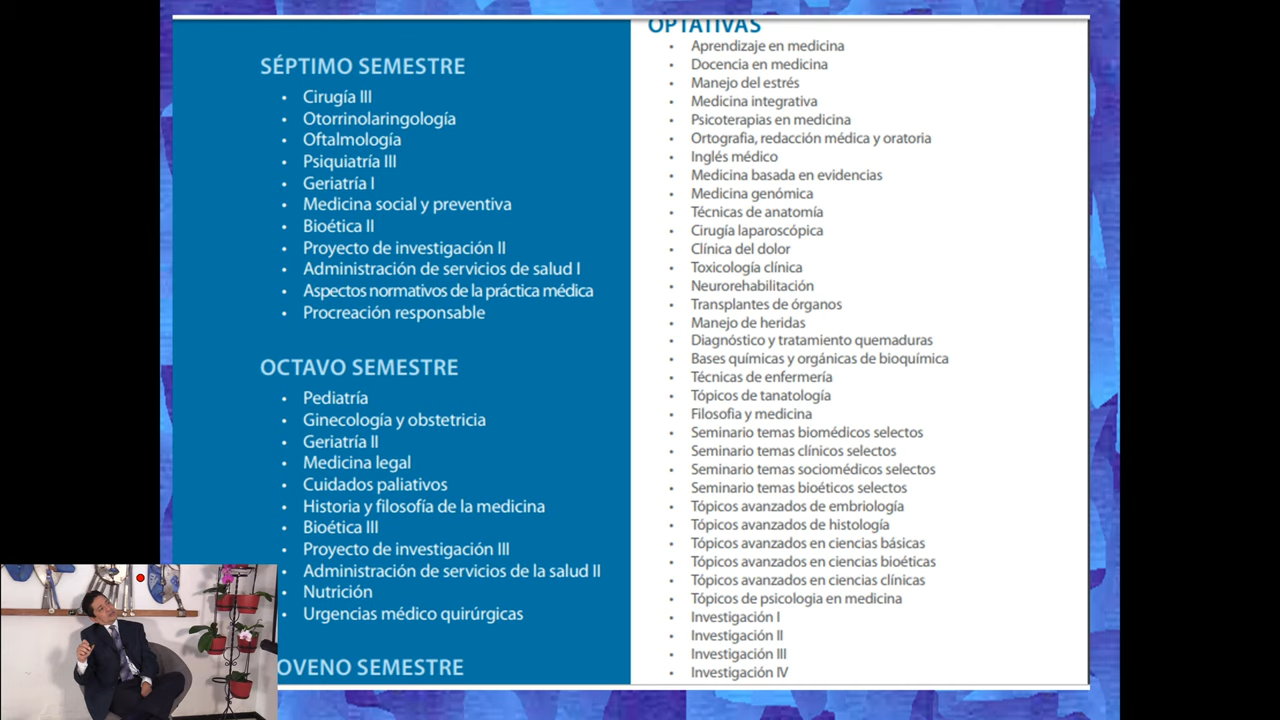 SÉPTIMO SEMESTRE
• Cirugía III
• Otorrinolaringología
• Oftalmología
• Psiquiatría III
• Geriatría I
• Medicina social y preventiva
• Bioética II
• Proyecto de investigación II
• Administración de servicios de salud I
• Aspectos normativos de la práctica médica
• Procreación responsable
OCTAVO SEMESTRE
• Pediatría
• Ginecología y obstetricia
• Geriatría II
• Medicina legal
• Cuidados paliativos
• Historia y filosofía de la medicina
• Bioética III
• Proyecto de investigación III
• Administración de servicios de la salud II
• Nutrición
• Urgencias médico quirúrgicas
OVENO SEMESTRE
OPTATIVAS
• Aprendizaje en medicina
• Docencia en medicina
• Manejo del estrés
• Medicina integrativa
• Psicoterapias en medicina
• Ortografia, redacción médica y oratoria
• Inglés médico
• Medicina basada en evidencias
• Medicina genómica
• Técnicas de anatomía
• Cirugía laparoscópica
• Clínica del dolor
• Toxicología clínica
• Neurorehabilitación
• Transplantes de órganos
• Manejo de heridas
• Diagnóstico y tratamiento quemaduras
• Bases químicas y orgánicas de bioquímica
• Técnicas de enfermería
• Tópicos de tanatología
• Filosofia y medicina
• Seminario temas biomédicos selectos
• Seminario temas clínicos selectos
• Seminario temas sociomédicos selectos
• Seminario temas bioéticos selectos
• Tópicos avanzados de embriología
• Tópicos avanzados de histología
• Tópicos avanzados en ciencias básicas
• Tópicos avanzados en ciencias bioéticas
• Tópicos avanzados en ciencias clínicas
• Tópicos de psicologia en medicina
• Investigación I
• Investigación II
• Investigación III
• Investigación IV